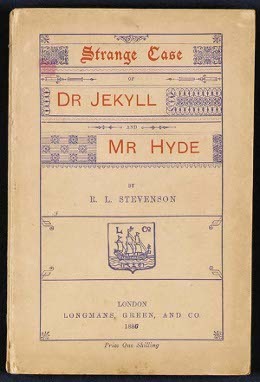 Strange Case
OF
DR JEKYLL
AND
MR HYDE
BY
R. L. STEVENSON
L Co
LONDON
LONGMANS, GREEN, AND CO
1886
Price One Shilling